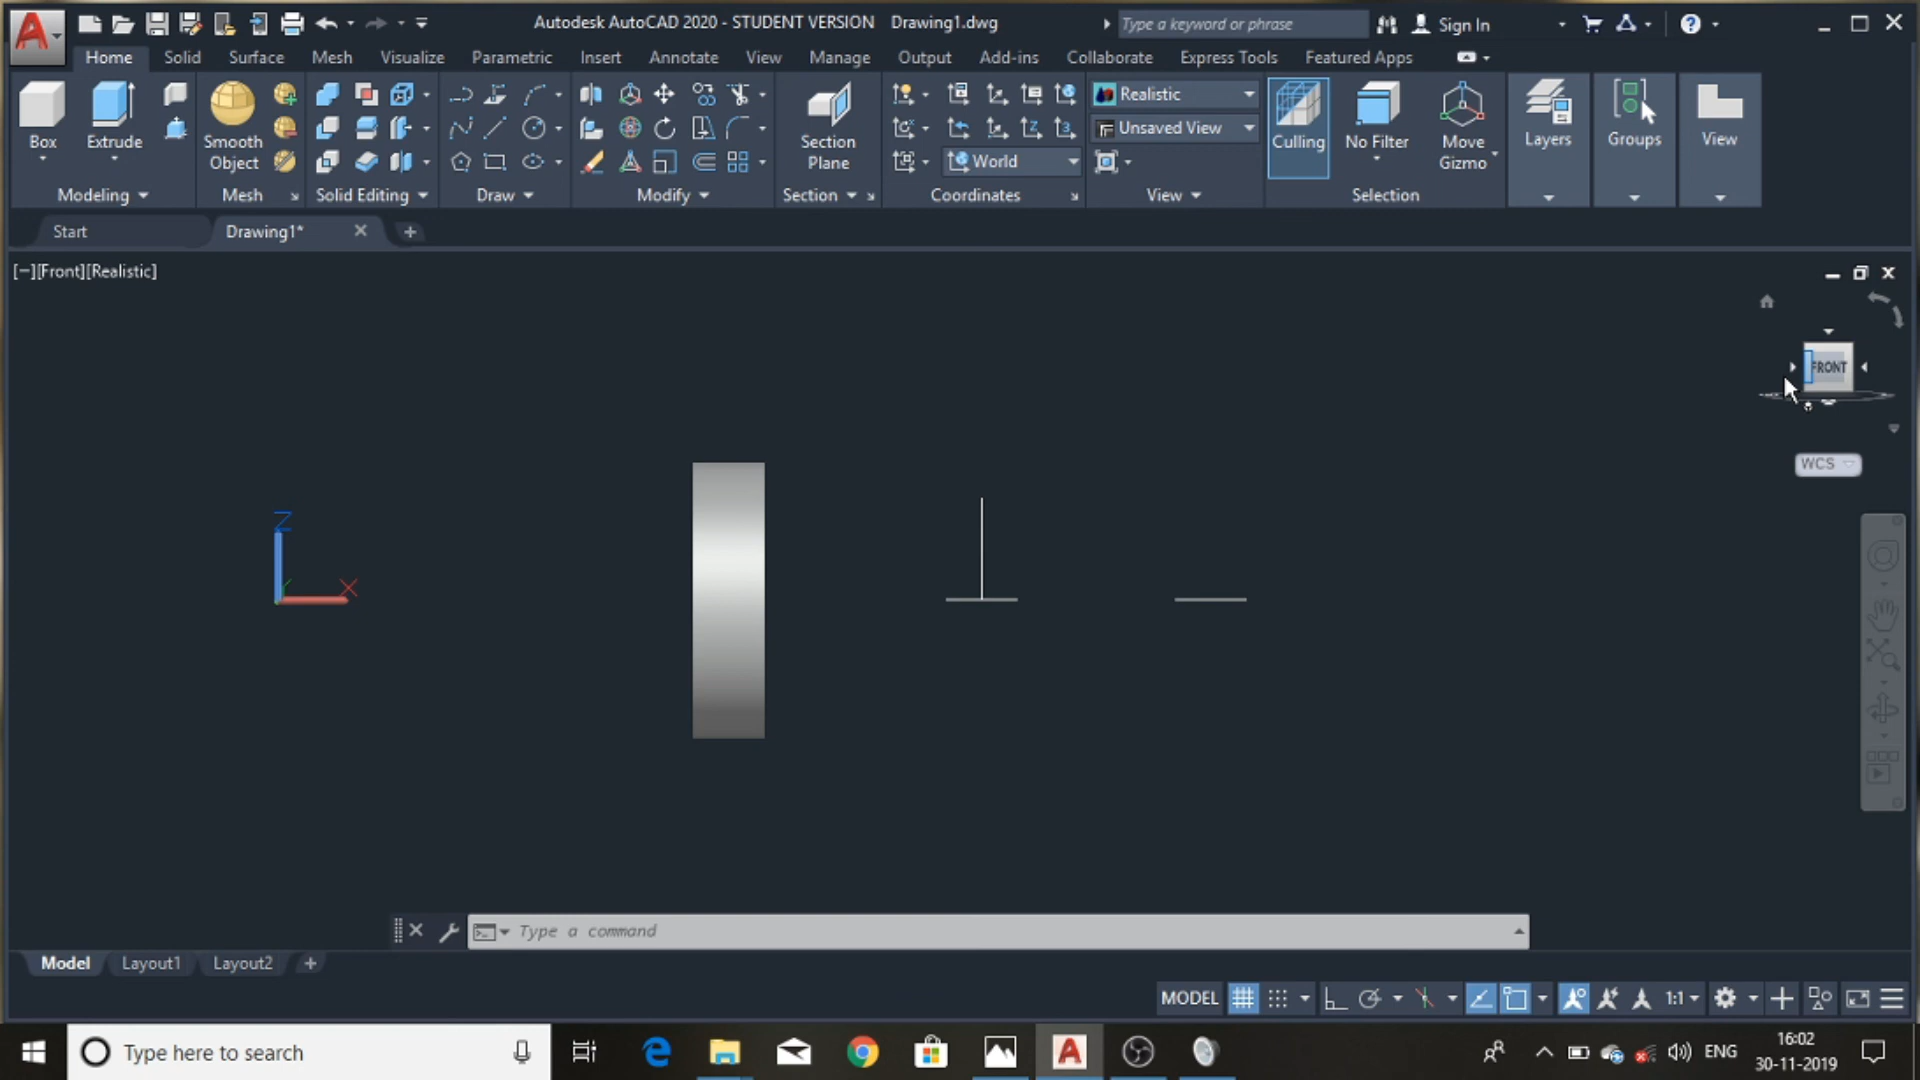 Autodesk AutoCAD 2020 - STUDENT VERSION Drawing1.dwg
Type a keyword or phrase
Sign In
Home Solid Surface Mesh Visualize Parametric Insert Annotate View Manage Output Add-ins Collaborate Express Tools Featured Apps
Box
Extrude
Smooth
Object
Section
Plane
Realistic
Unsaved View
World
Culling
No Filter
Move
Gizmo
Layers
Groups
View
Modeling
Mesh
Solid Editing
Draw
Modify
Section
Coordinates
View
Selection
Start
Drawing1*
[−][Front][Realistic]
FRONT
WCS
Z
X
Type a command
Model Layout1 Layout2
MODEL
1:1
Type here to search
ENG
16:02
30-11-2019